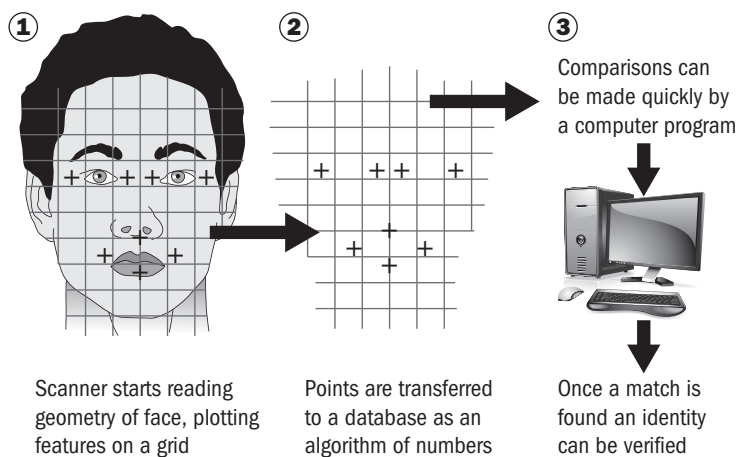 1
2
3
Comparisons can
be made quickly by
a computer program
Scanner starts reading
geometry of face, plotting
features on a grid
Points are transferred
to a database as an
algorithm of numbers
Once a match is
found an identity
can be verified